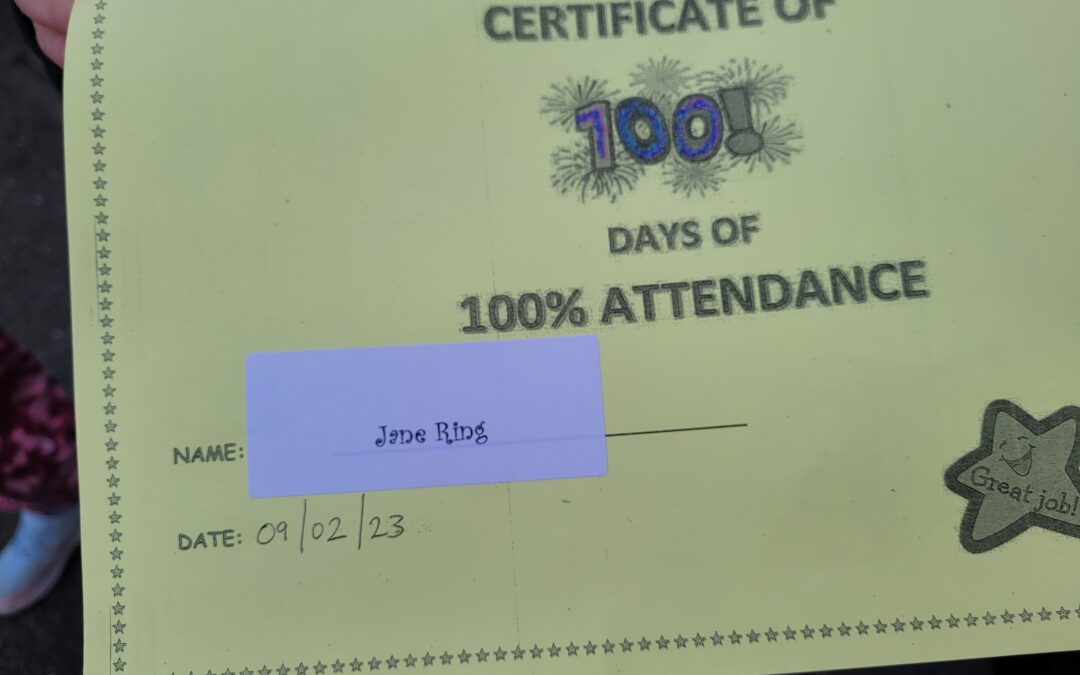 CERTIFICATE OF
100!
DAYS OF
100% ATTENDANCE
NAME: Jane Ring
Great job!
DATE: 09/02/23